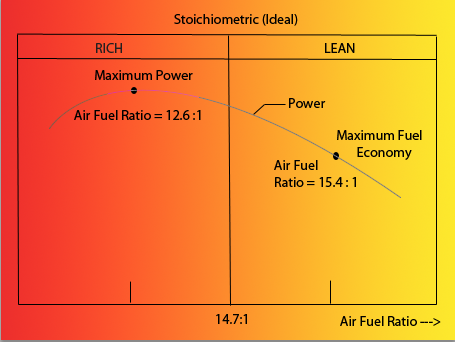 Stoichiometric (Ideal)
RICH
LEAN
Maximum Power
Air Fuel Ratio = 12.6 :1
Power
Maximum Fuel
Economy
Air Fuel
Ratio = 15.4 : 1
14.7:1
Air Fuel Ratio --->